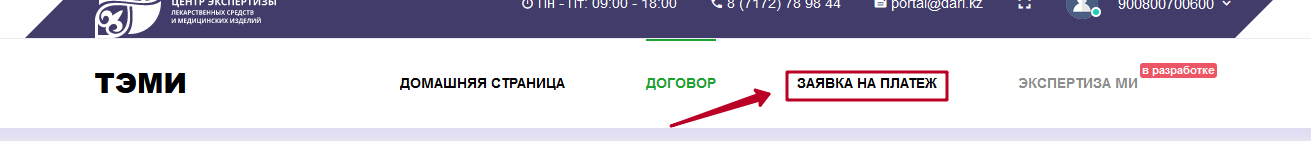 ЦЕНТР ЭКСПЕРТИЗЫ
ЛЕКАРСТВЕННЫХ СРЕДСТВ
И МЕДИЦИНСКИХ ИЗДЕЛИЙ
Пн - Пт: 09:00 - 18:00
8 (7172) 78 98 44
portal@dari.kz
900800700600
ТЭМИ
ДОМАШНЯЯ СТРАНИЦА
ДОГОВОР
ЗАЯВКА НА ПЛАТЕЖ
ЭКСПЕРТИЗА МИ
в разработке